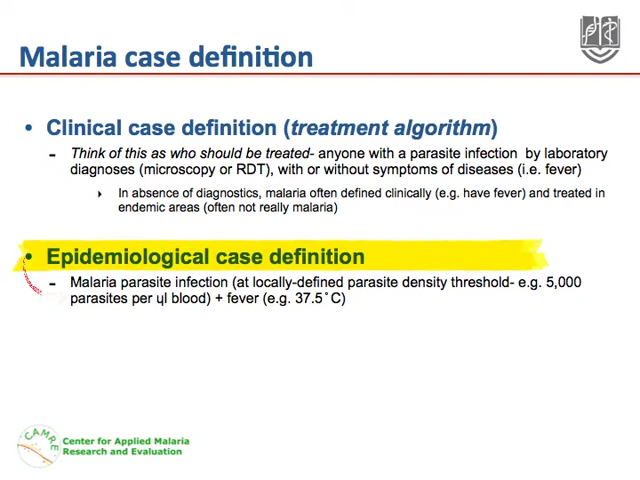 Malaria case definition
• Clinical case definition (treatment algorithm)
- Think of this as who should be treated- anyone with a parasite infection by laboratory
diagnoses (microscopy or RDT), with or without symptoms of diseases (i.e. fever)
‣ In absence of diagnostics, malaria often defined clinically (e.g. have fever) and treated in
endemic areas (often not really malaria)
• Epidemiological case definition
- Malaria parasite infection (at locally-defined parasite density threshold- e.g. 5,000
parasites per ųl blood) + fever (e.g. 37.5˚C)
CAMRE
Center for Applied Malaria
Research and Evaluation